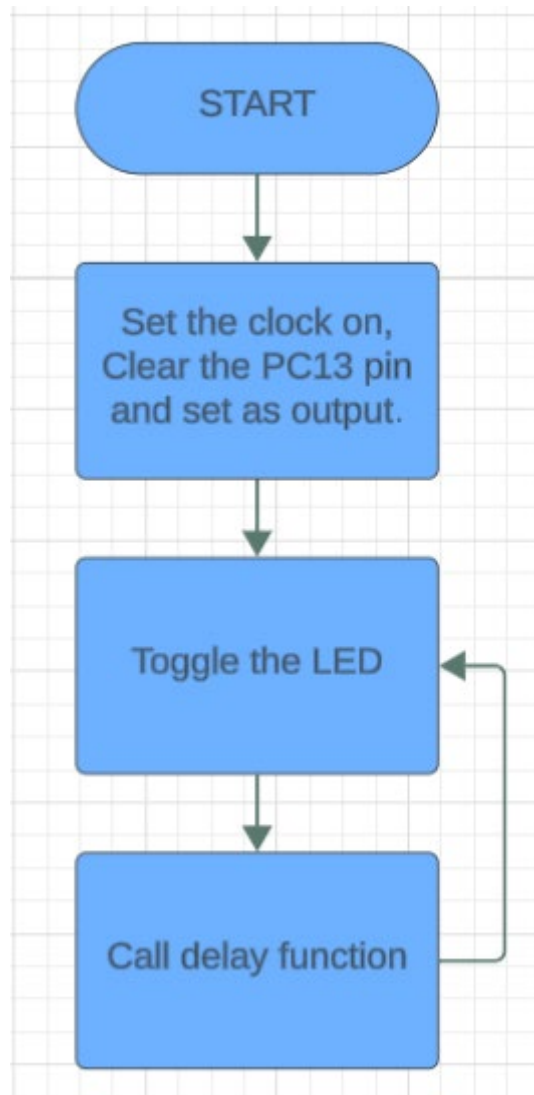 START
Set the clock on,
Clear the PC13 pin
and set as output.
Toggle the LED
Call delay function